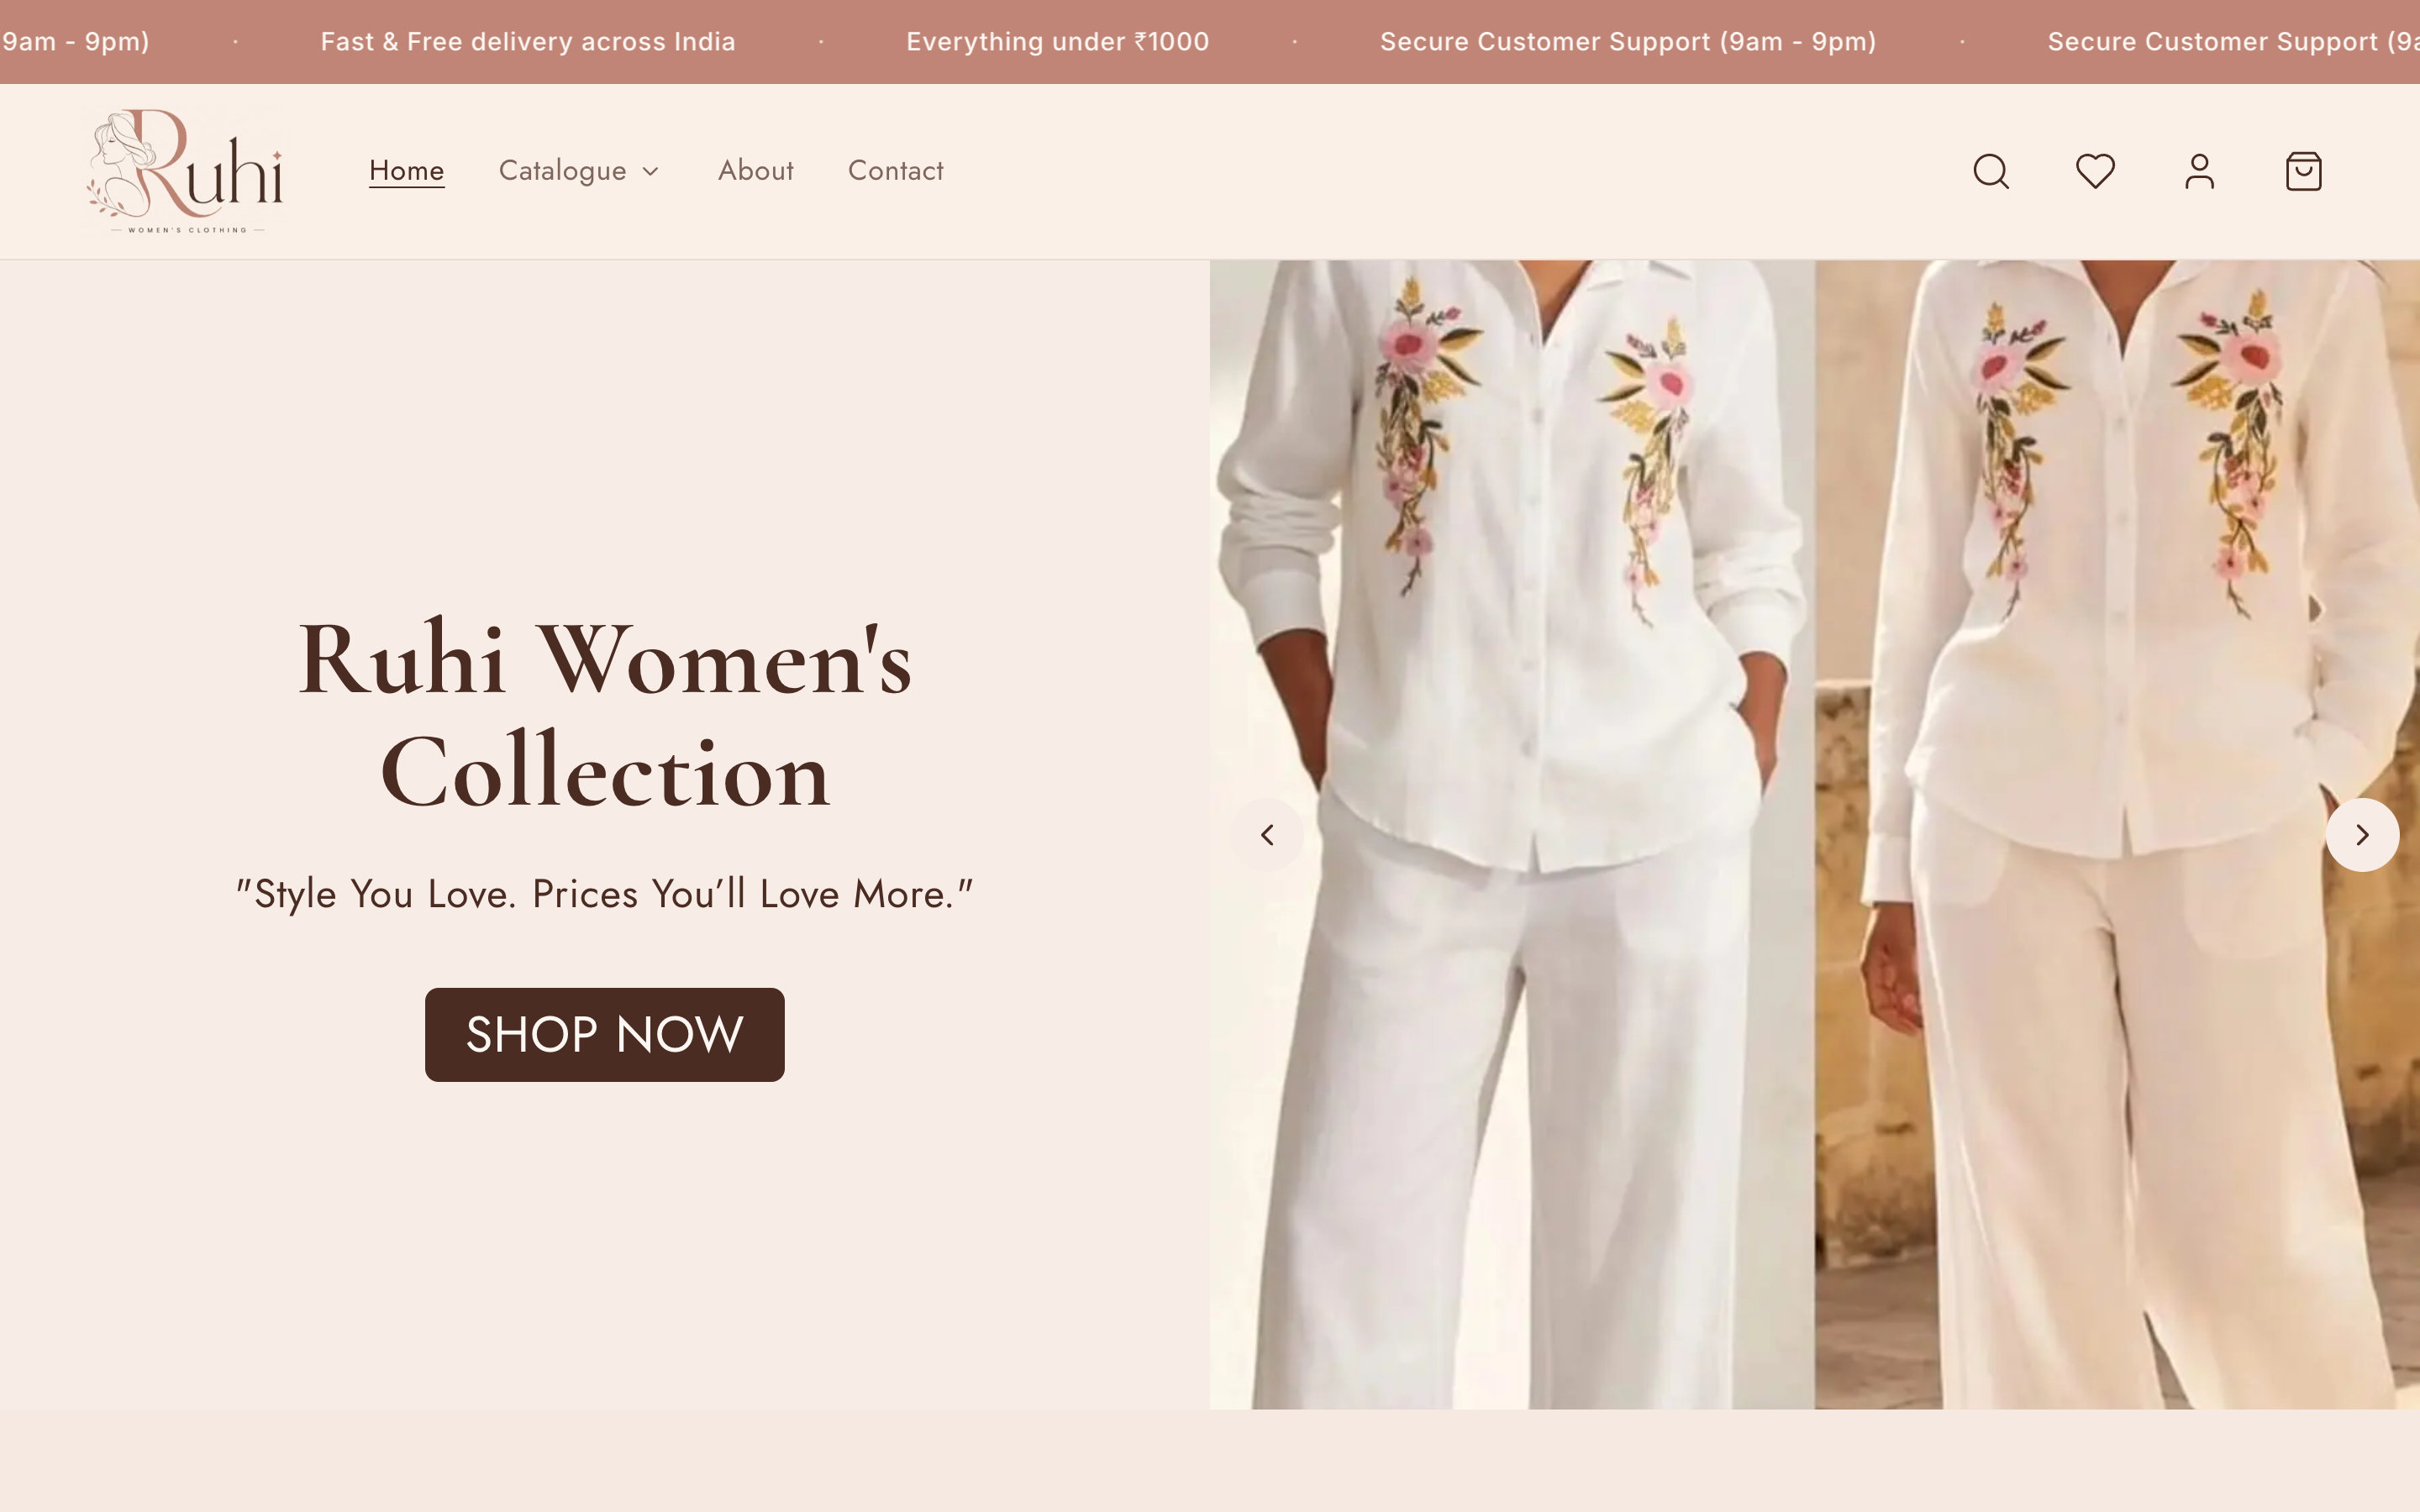 9am - 9pm) · Fast & Free delivery across India · Everything under ₹1000 · Secure Customer Support (9am - 9pm) · Secure Customer Support (9a
Ruhi
— WOMEN'S CLOTHING —
Home Catalogue About Contact
Ruhi Women's
Collection
"Style You Love. Prices You’ll Love More."
SHOP NOW